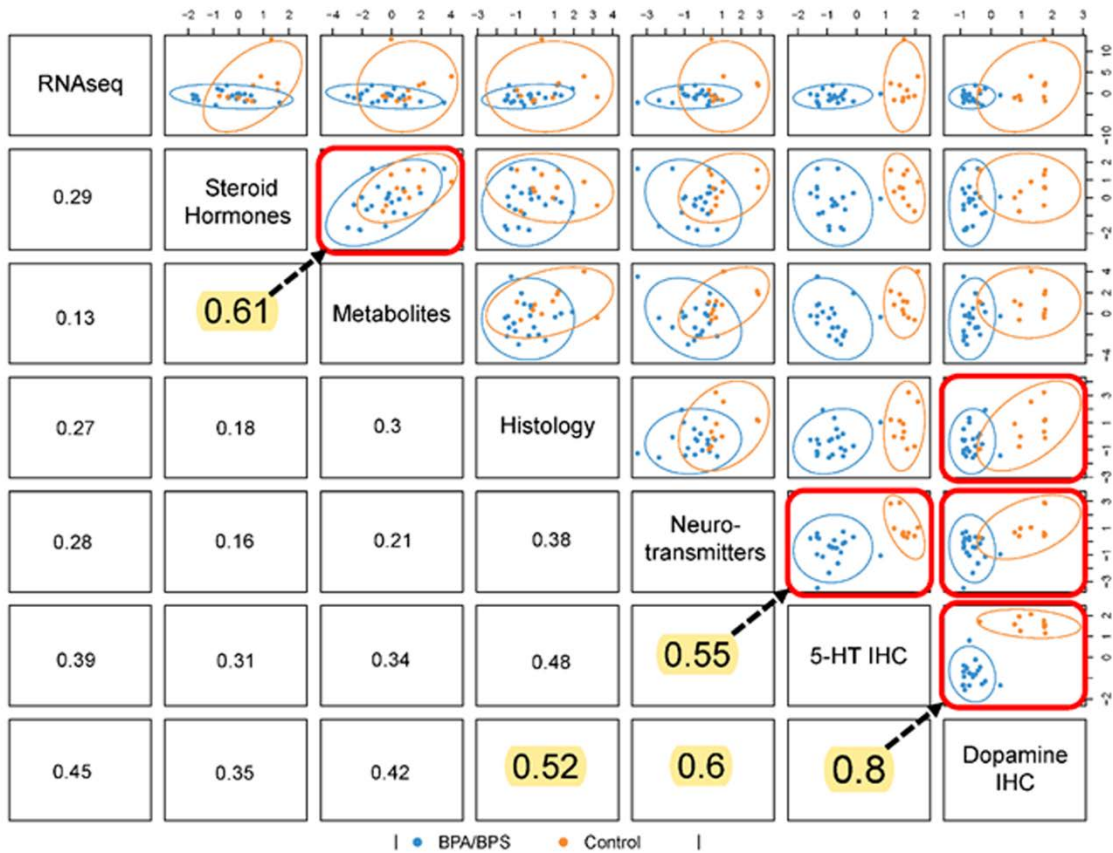 −2 −1 0 1 2 −4 −2 0 2 4 −3 −1 1 2 3 4 −3 −1 1 2 3 −2 −1 0 1 2 −1 0 1 2 3
RNAseq
−10 0 5 10
0.29
Steroid
Hormones
−2 0 1 2
0.13
0.61
Metabolites
−4 −2 0 2 4
0.27
0.18
0.3
Histology
−3 −1 1 3
0.28
0.16
0.21
0.38
Neuro-
transmitters
−3 −1 1 3
0.39
0.31
0.34
0.48
0.55
5-HT IHC
−2 0 1 2
0.45
0.35
0.42
0.52
0.6
0.8
Dopamine
IHC
BPA/BPS Control